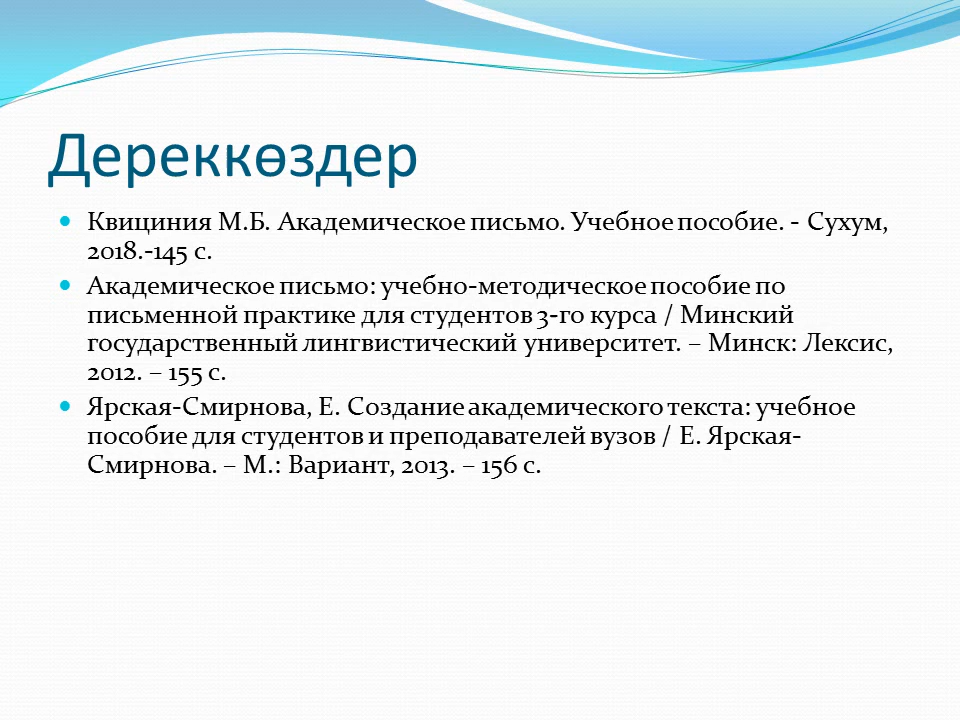 Дереккөздер
Квициния М.Б. Академическое письмо. Учебное пособие. - Сухум,
2018.-145 с.
Академическое письмо: учебно-методическое пособие по
письменной практике для студентов 3-го курса / Минский
государственный лингвистический университет. – Минск: Лексис,
2012. – 155 с.
Ярская-Смирнова, Е. Создание академического текста: учебное
пособие для студентов и преподавателей вузов / Е. Ярская-
Смирнова. – М.: Вариант, 2013. – 156 с.